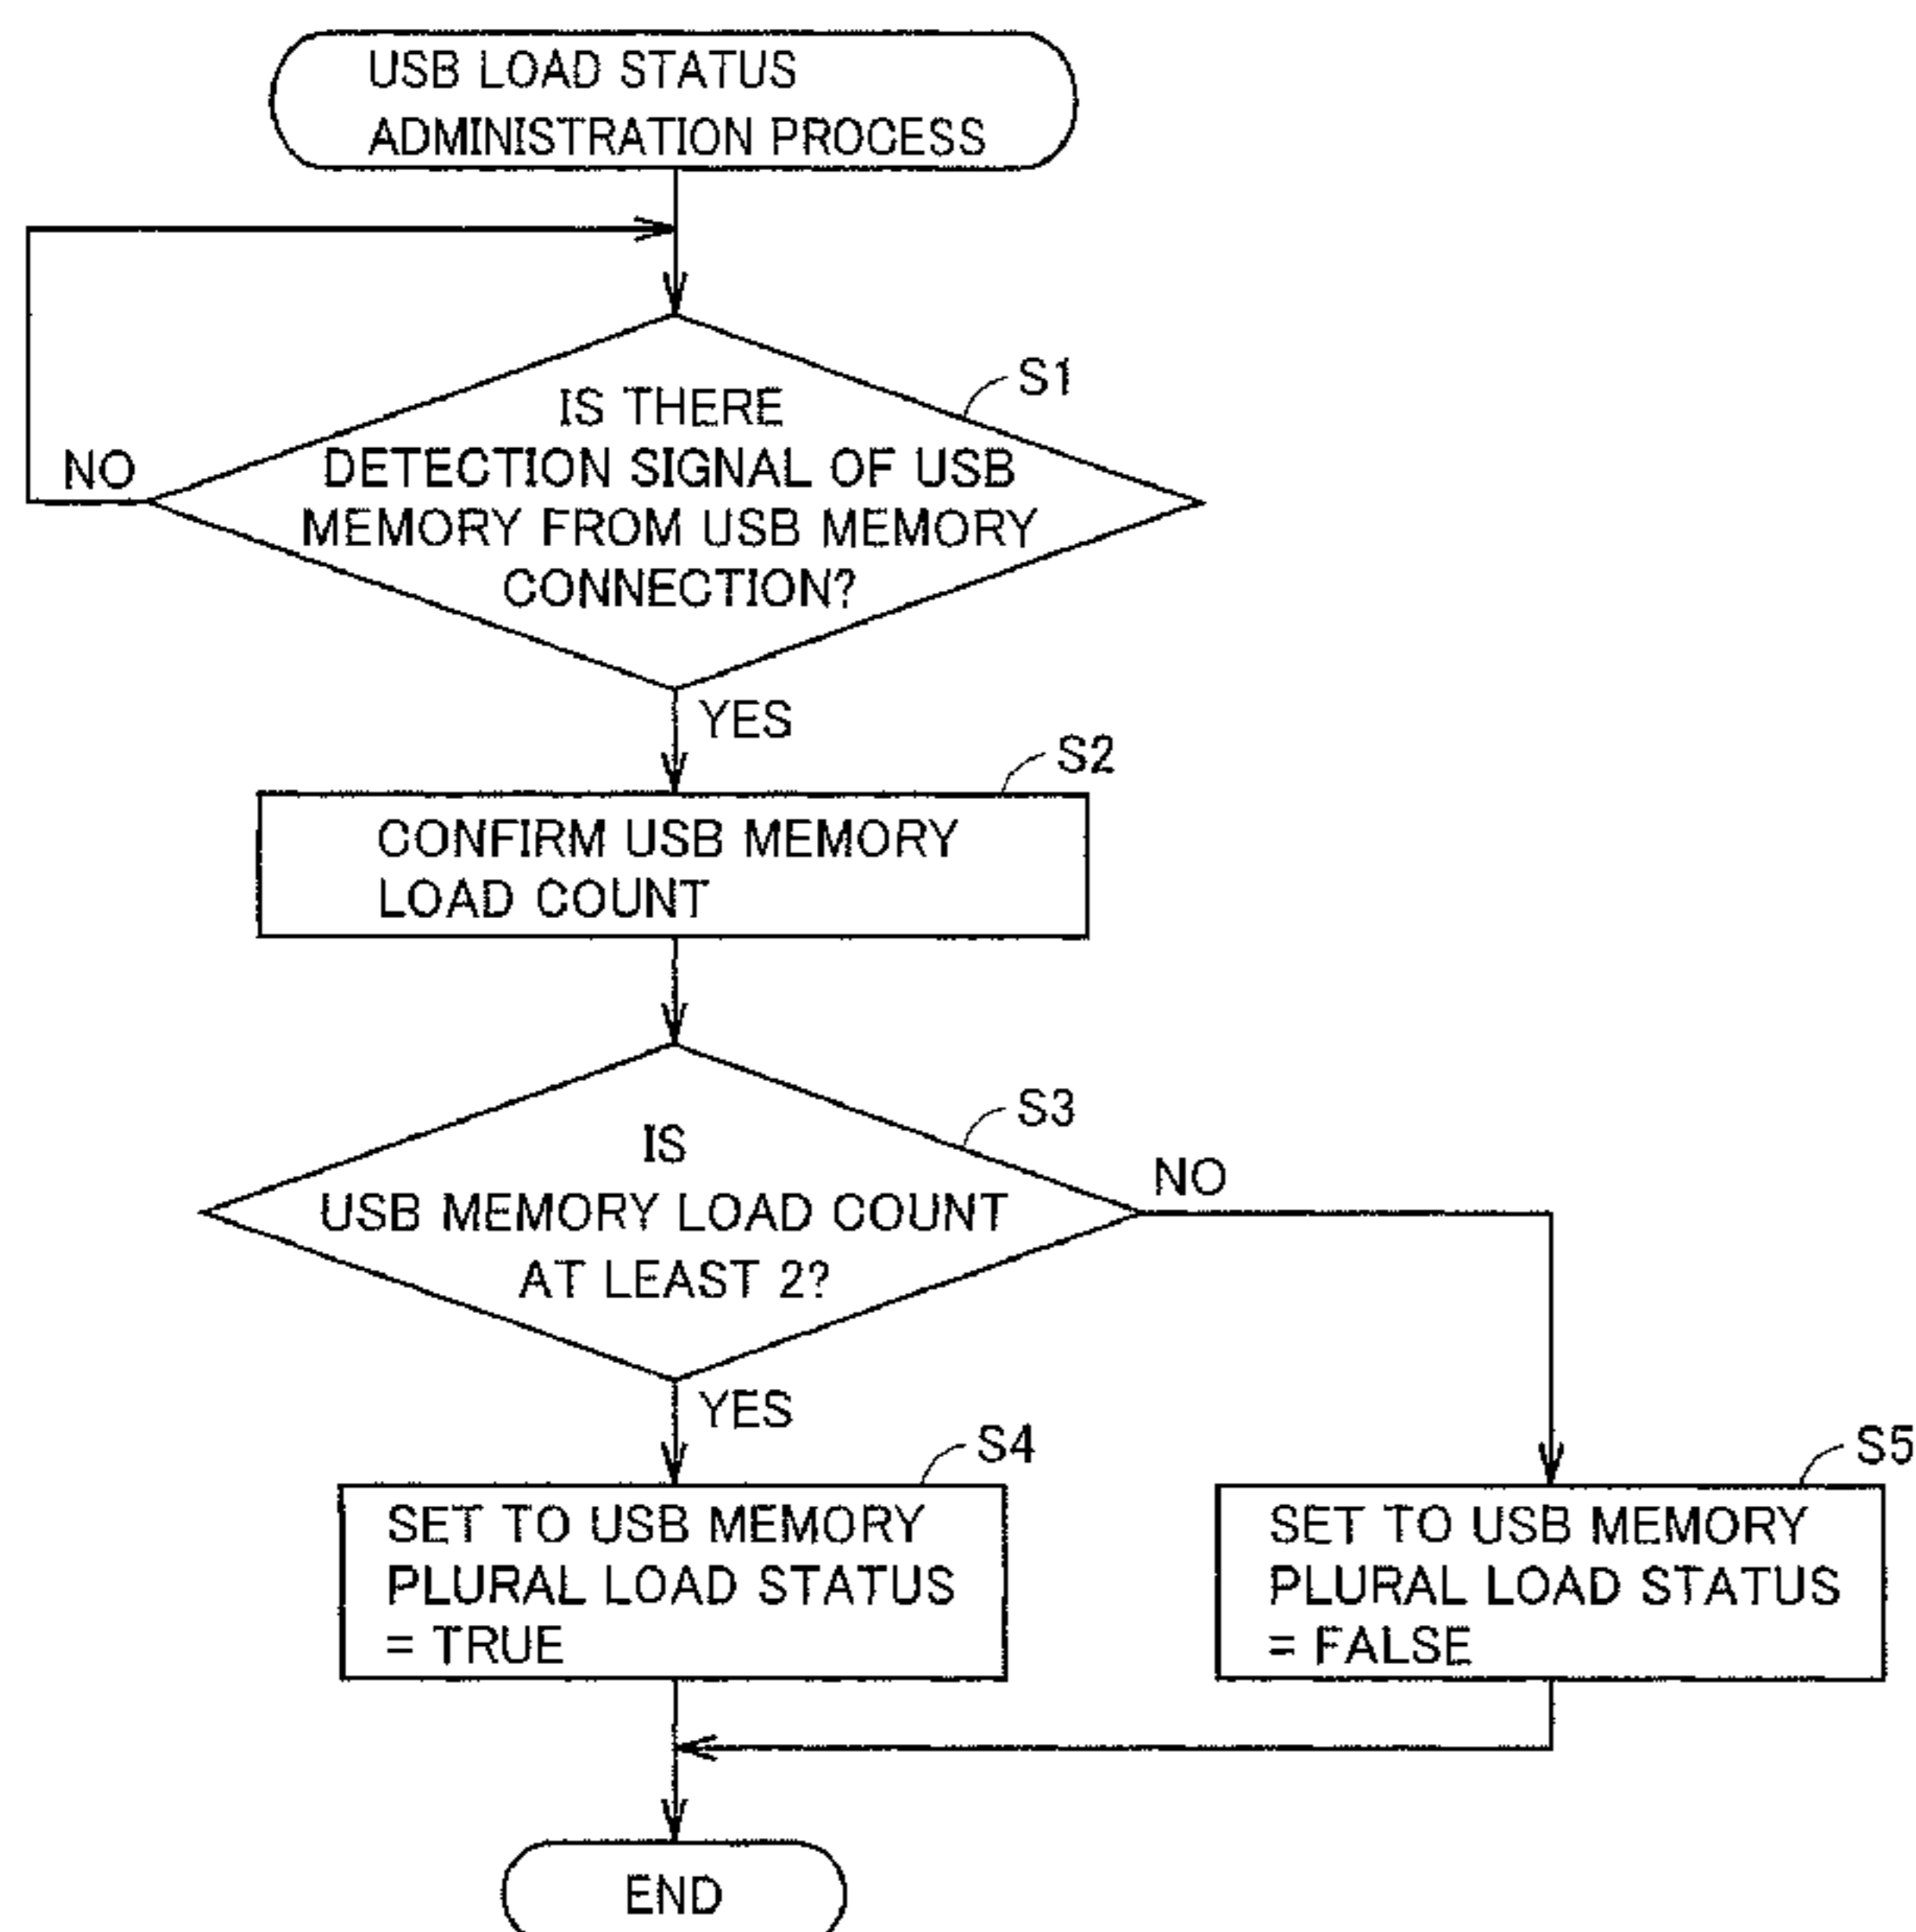 USB LOAD STATUS
ADMINISTRATION PROCESS
S1
IS THERE
DETECTION SIGNAL OF USB
MEMORY FROM USB MEMORY
CONNECTION?
NO
YES
S2
CONFIRM USB MEMORY
LOAD COUNT
S3
IS
USB MEMORY LOAD COUNT
AT LEAST 2?
NO
YES
S4
SET TO USB MEMORY
PLURAL LOAD STATUS
= TRUE
S5
SET TO USB MEMORY
PLURAL LOAD STATUS
= FALSE
END